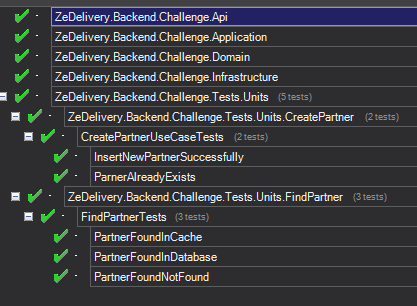 ZeDelivery.Backend.Challenge.Api
ZeDelivery.Backend.Challenge.Application
ZeDelivery.Backend.Challenge.Domain
ZeDelivery.Backend.Challenge.Infrastructure
ZeDelivery.Backend.Challenge.Tests.Units (5 tests)
ZeDelivery.Backend.Challenge.Tests.Units.CreatePartner (2 tests)
CreatePartnerUseCaseTests (2 tests)
InsertNewPartnerSuccessfully
ParnerAlreadyExists
ZeDelivery.Backend.Challenge.Tests.Units.FindPartner (3 tests)
FindPartnerTests (3 tests)
PartnerFoundInCache
PartnerFoundInDatabase
PartnerFoundNotFound